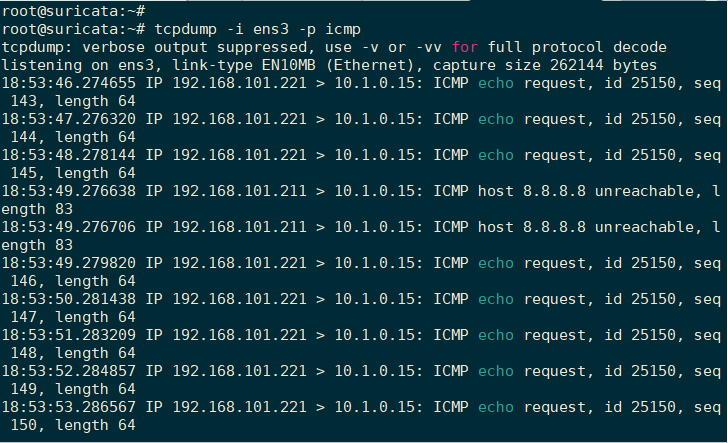 root@suricata:~#
root@suricata:~# tcpdump -i ens3 -p icmp
tcpdump: verbose output suppressed, use -v or -vv for full protocol decode
listening on ens3, link-type EN10MB (Ethernet), capture size 262144 bytes
18:53:46.274655 IP 192.168.101.221 > 10.1.0.15: ICMP echo request, id 25150, seq
 143, length 64
18:53:47.276320 IP 192.168.101.221 > 10.1.0.15: ICMP echo request, id 25150, seq
 144, length 64
18:53:48.278144 IP 192.168.101.221 > 10.1.0.15: ICMP echo request, id 25150, seq
 145, length 64
18:53:49.276638 IP 192.168.101.211 > 10.1.0.15: ICMP host 8.8.8.8 unreachable, l
ength 83
18:53:49.276706 IP 192.168.101.211 > 10.1.0.15: ICMP host 8.8.8.8 unreachable, l
ength 83
18:53:49.279820 IP 192.168.101.221 > 10.1.0.15: ICMP echo request, id 25150, seq
 146, length 64
18:53:50.281438 IP 192.168.101.221 > 10.1.0.15: ICMP echo request, id 25150, seq
 147, length 64
18:53:51.283209 IP 192.168.101.221 > 10.1.0.15: ICMP echo request, id 25150, seq
 148, length 64
18:53:52.284857 IP 192.168.101.221 > 10.1.0.15: ICMP echo request, id 25150, seq
 149, length 64
18:53:53.286567 IP 192.168.101.221 > 10.1.0.15: ICMP echo request, id 25150, seq
 150, length 64